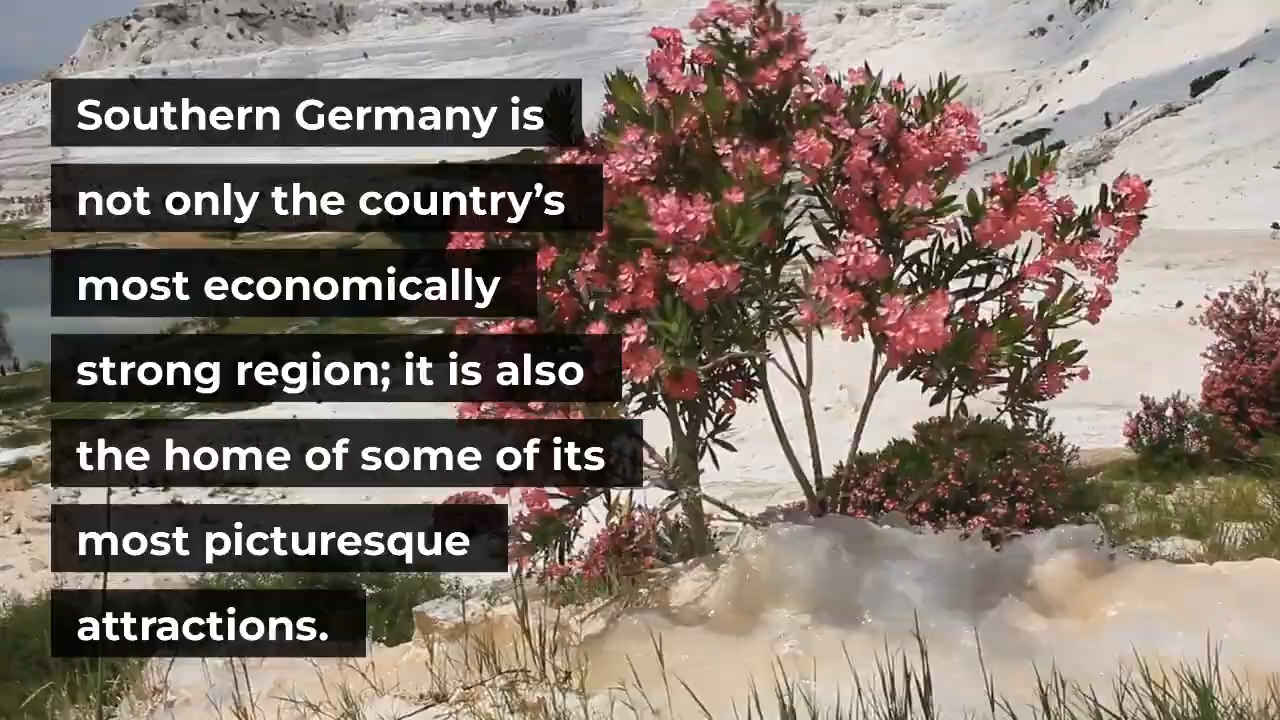 Southern Germany is
not only the country’s
most economically
strong region; it is also
the home of some of its
most picturesque
attractions.